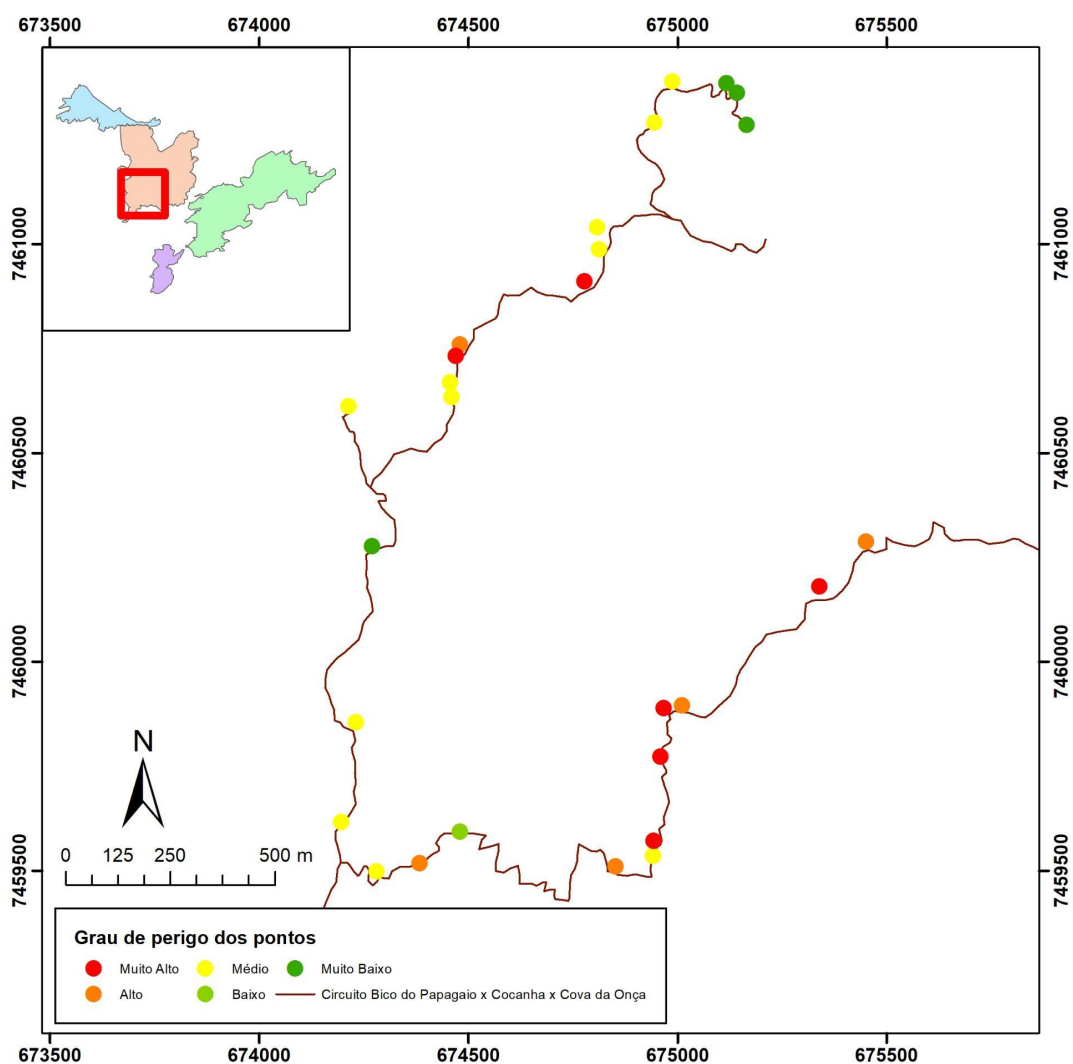 673500 674000 674500 675000 675500
7461000 7461000
7460500 7460500
7460000 7460000
N
0 125 250 500 m
7459500 7459500
Grau de perigo dos pontos
Muito Alto Médio Muito Baixo
Alto Baixo Circuito Bico do Papagaio x Cocanha x Cova da Onça
673500 674000 674500 675000 675500